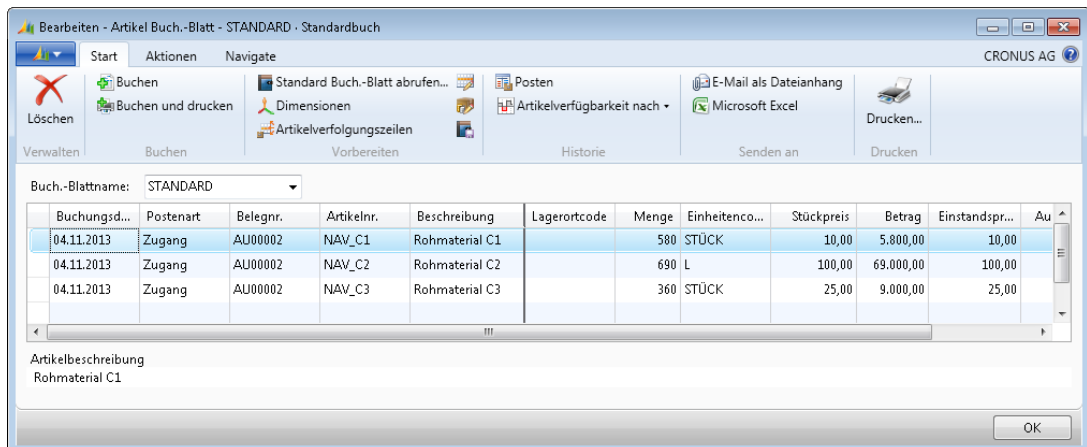 Bearbeiten - Artikel Buch.-Blatt - STANDARD · Standardbuch
Start Aktionen Navigate CRONUS AG
Löschen
Buchen
Buchen und drucken
Standard Buch.-Blatt abrufen...
Dimensionen
Artikelverfolgungszeilen
Posten
Artikelverfügbarkeit nach
E-Mail als Dateianhang
Microsoft Excel
Drucken...
Verwalten Buchen Vorbereiten Historie Senden an Drucken
Buch.-Blattname: STANDARD
Buchungsd... Postenart Belegnr. Artikelnr. Beschreibung Lagerortcode Menge Einheitenco... Stückpreis Betrag Einstandspr... Au
04.11.2013 Zugang AU00002 NAV_C1 Rohmaterial C1 580 STÜCK 10,00 5.800,00 10,00
04.11.2013 Zugang AU00002 NAV_C2 Rohmaterial C2 690 L 100,00 69.000,00 100,00
04.11.2013 Zugang AU00002 NAV_C3 Rohmaterial C3 360 STÜCK 25,00 9.000,00 25,00
Artikelbeschreibung
Rohmaterial C1
OK